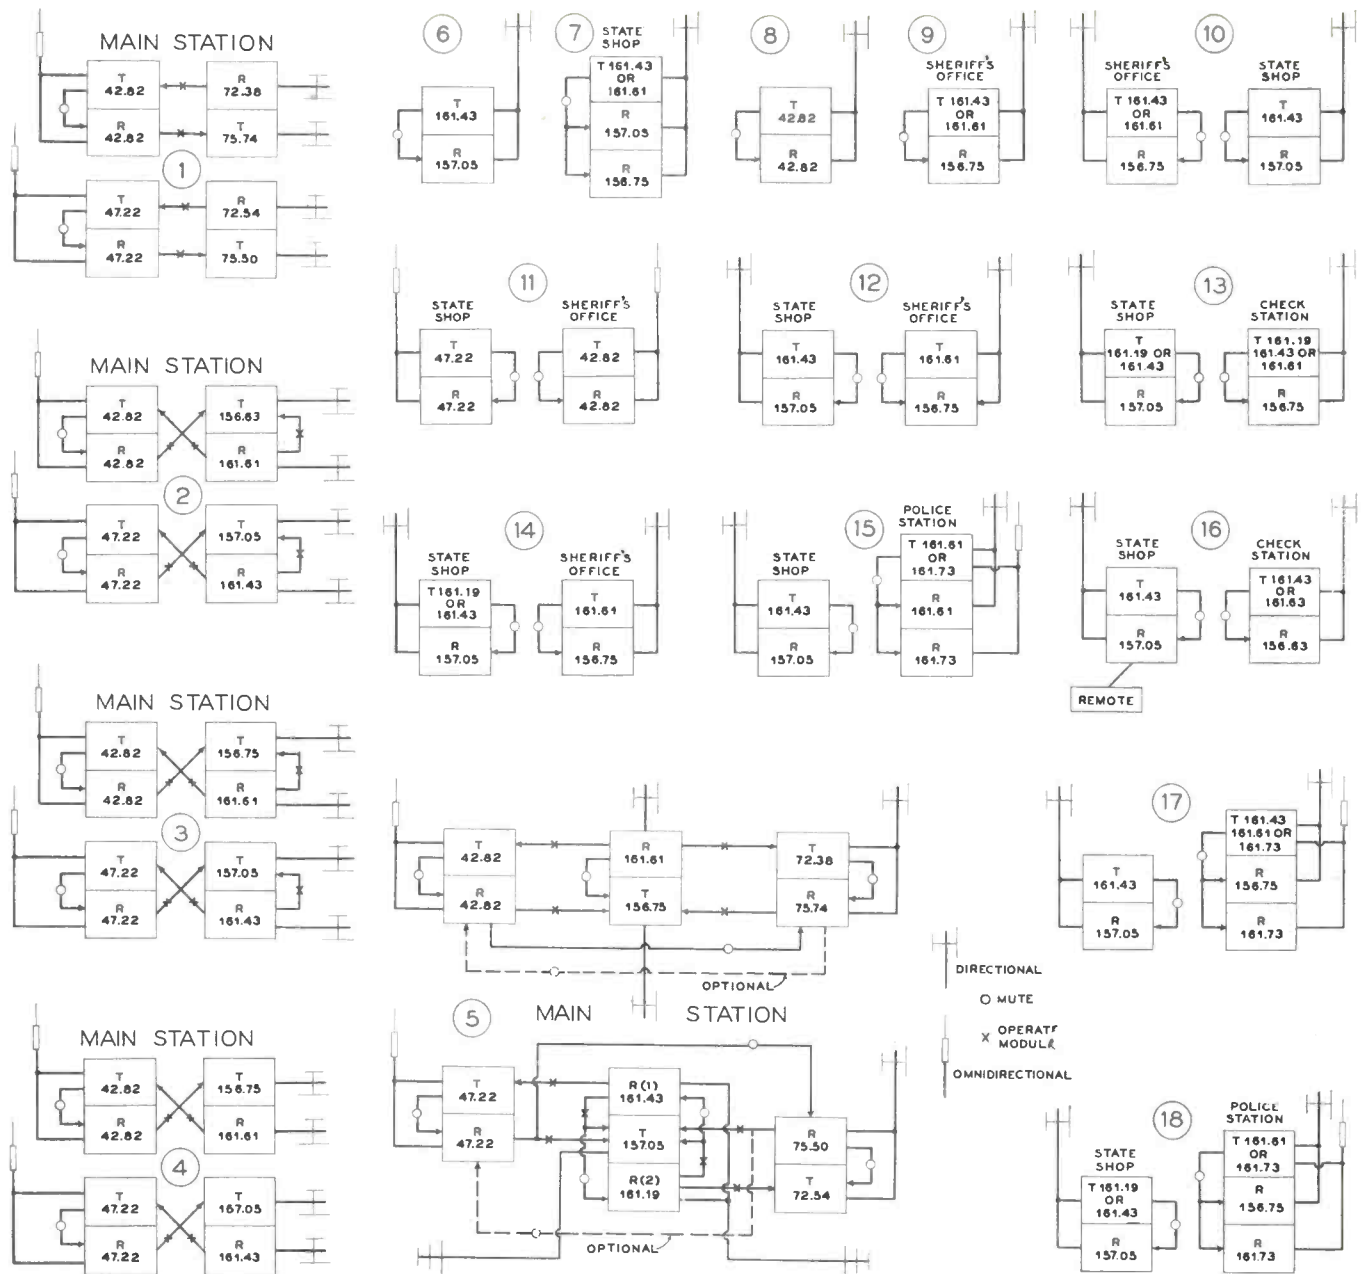 MAIN STATION
T
42.82
R
42.82
R
72.38
T
75.74
1
T
47.22
R
47.22
R
72.54
T
75.50
MAIN STATION
T
42.82
R
42.82
T
156.63
R
161.61
2
T
47.22
R
47.22
T
157.05
R
161.43
MAIN STATION
T
42.82
R
42.82
T
156.75
R
161.61
3
T
47.22
R
47.22
T
157.05
R
161.43
MAIN STATION
T
42.82
R
42.82
T
156.75
R
161.61
4
T
47.22
R
47.22
T
167.05
R
161.43
6
T
161.43
R
157.05
7
STATE
SHOP
T 161.43
OR
161.61
R
157.05
R
156.75
8
T
42.82
R
42.82
9
SHERIFF'S
OFFICE
T 161.43
OR
161.61
R
156.75
10
SHERIFF'S
OFFICE
T 161.43
OR
161.61
R
156.75
STATE
SHOP
T
161.43
R
157.05
11
STATE
SHOP
T
47.22
R
47.22
SHERIFF'S
OFFICE
T
42.82
R
42.82
12
STATE
SHOP
T
161.43
R
157.05
SHERIFF'S
OFFICE
T
161.61
R
156.75
13
STATE
SHOP
T
161.19 OR
161.43
R
157.05
CHECK
STATION
T 161.19
161.43 OR
161.61
R
156.75
14
STATE
SHOP
T 161.19
OR
161.43
R
157.05
SHERIFF'S
OFFICE
T
161.61
R
156.75
15
STATE
SHOP
T
161.43
R
157.05
POLICE
STATION
T 161.61
OR
161.73
R
161.61
R
161.73
16
STATE
SHOP
T
161.43
R
157.05
REMOTE
CHECK
STATION
T 161.43
OR
161.63
R
156.63
T
42.82
R
42.82
R
161.61
T
156.75
T
72.38
R
75.74
OPTIONAL
5
MAIN STATION
T
47.22
R
47.22
R(1)
161.43
T
157.05
R(2)
161.19
R
75.50
T
72.54
OPTIONAL
DIRECTIONAL
MUTE
X OPERATE
MODULE
OMNIDIRECTIONAL
17
T
161.43
R
157.05
T 161.43
161.61 OR
161.73
R
156.75
R
161.73
18
STATE
SHOP
T 161.19
OR
161.43
R
157.05
POLICE
STATION
T 161.61
OR
161.73
R
156.75
R
161.73